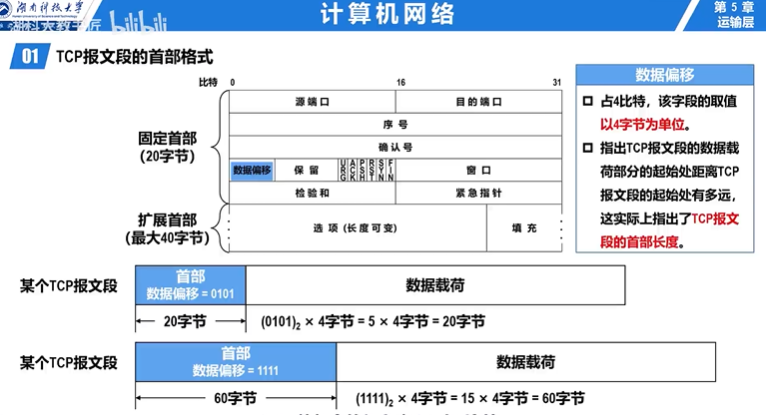 湖南科技大学
湖科大教书匠 bilibili
计算机网络
第 5 章
运输层
01 TCP报文段的首部格式
比特 0 16 31
源端口 目的端口
序号
确认号
数据偏移 保留 URG ACK PSH RST SYN FIN 窗口
检验和 紧急指针
选项 (长度可变) 填充
固定首部
(20字节)
扩展首部
(最大40字节)
数据偏移
占4比特，该字段的取值
以4字节为单位。
指出TCP报文段的数据载
荷部分的起始处距离TCP
报文段的起始处有多远，
这实际上指出了TCP报文
段的首部长度。
某个TCP报文段
首部
数据偏移 = 0101
数据载荷
20字节 (0101)₂ × 4字节 = 5 × 4字节 = 20字节
某个TCP报文段
首部
数据偏移 = 1111
数据载荷
60字节 (1111)₂ × 4字节 = 15 × 4字节 = 60字节